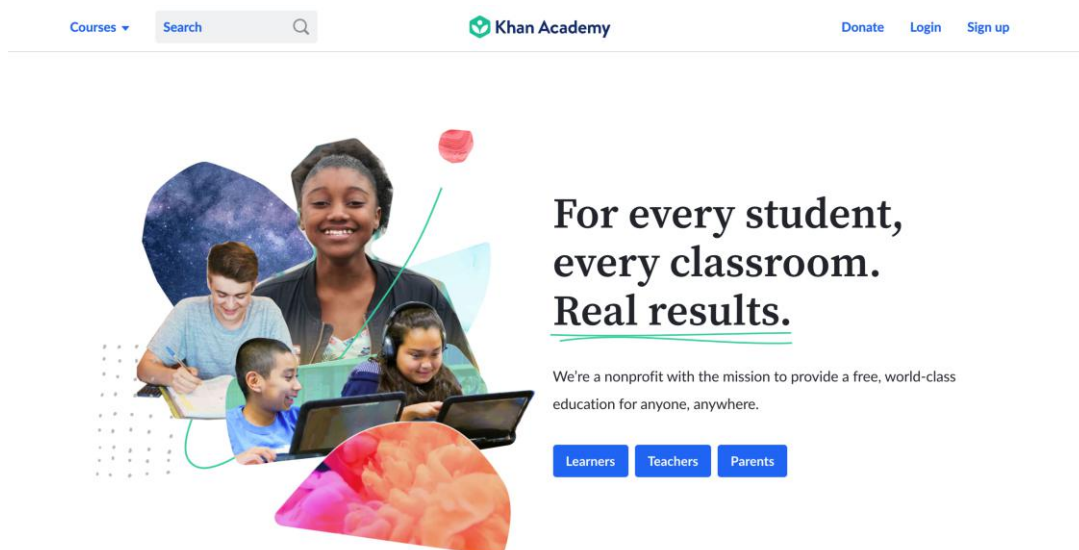 Courses
Search
Khan Academy
Donate
Login
Sign up
For every student,
every classroom.
Real results.
We're a nonprofit with the mission to provide a free, world-class
education for anyone, anywhere.
Learners
Teachers
Parents